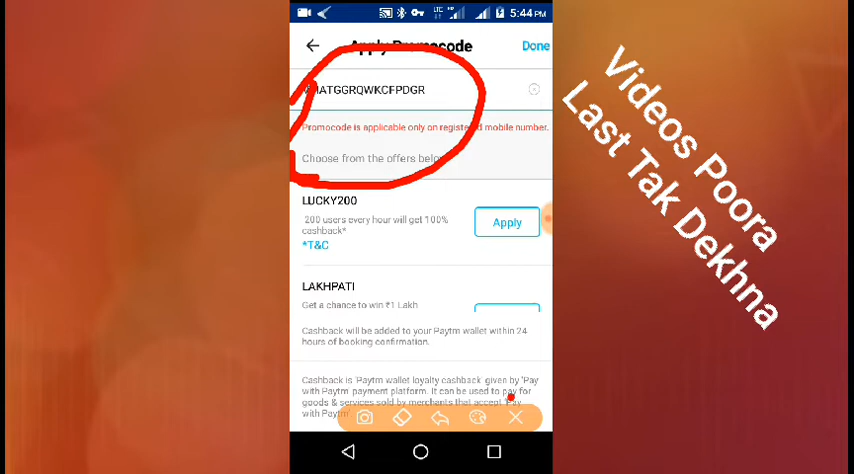 LTE
5:44 PM
Apply Promocode
Done
Promocode is applicable only on registered mobile number.
Choose from the offers below
LUCKY200
200 users every hour will get 100%
cashback*
*T&C
Apply
LAKHPATI
Get a chance to win ₹1 Lakh
Cashback will be added to your Paytm wallet within 24
hours of booking confirmation.
Cashback is 'Paytm wallet loyalty cashback' given by 'Pay
with Paytm' payment platform. It can be used to pay for
goods & services sold by merchants that accept 'Pay
with Paytm'
Videos Poora
Last Tak Dekhna